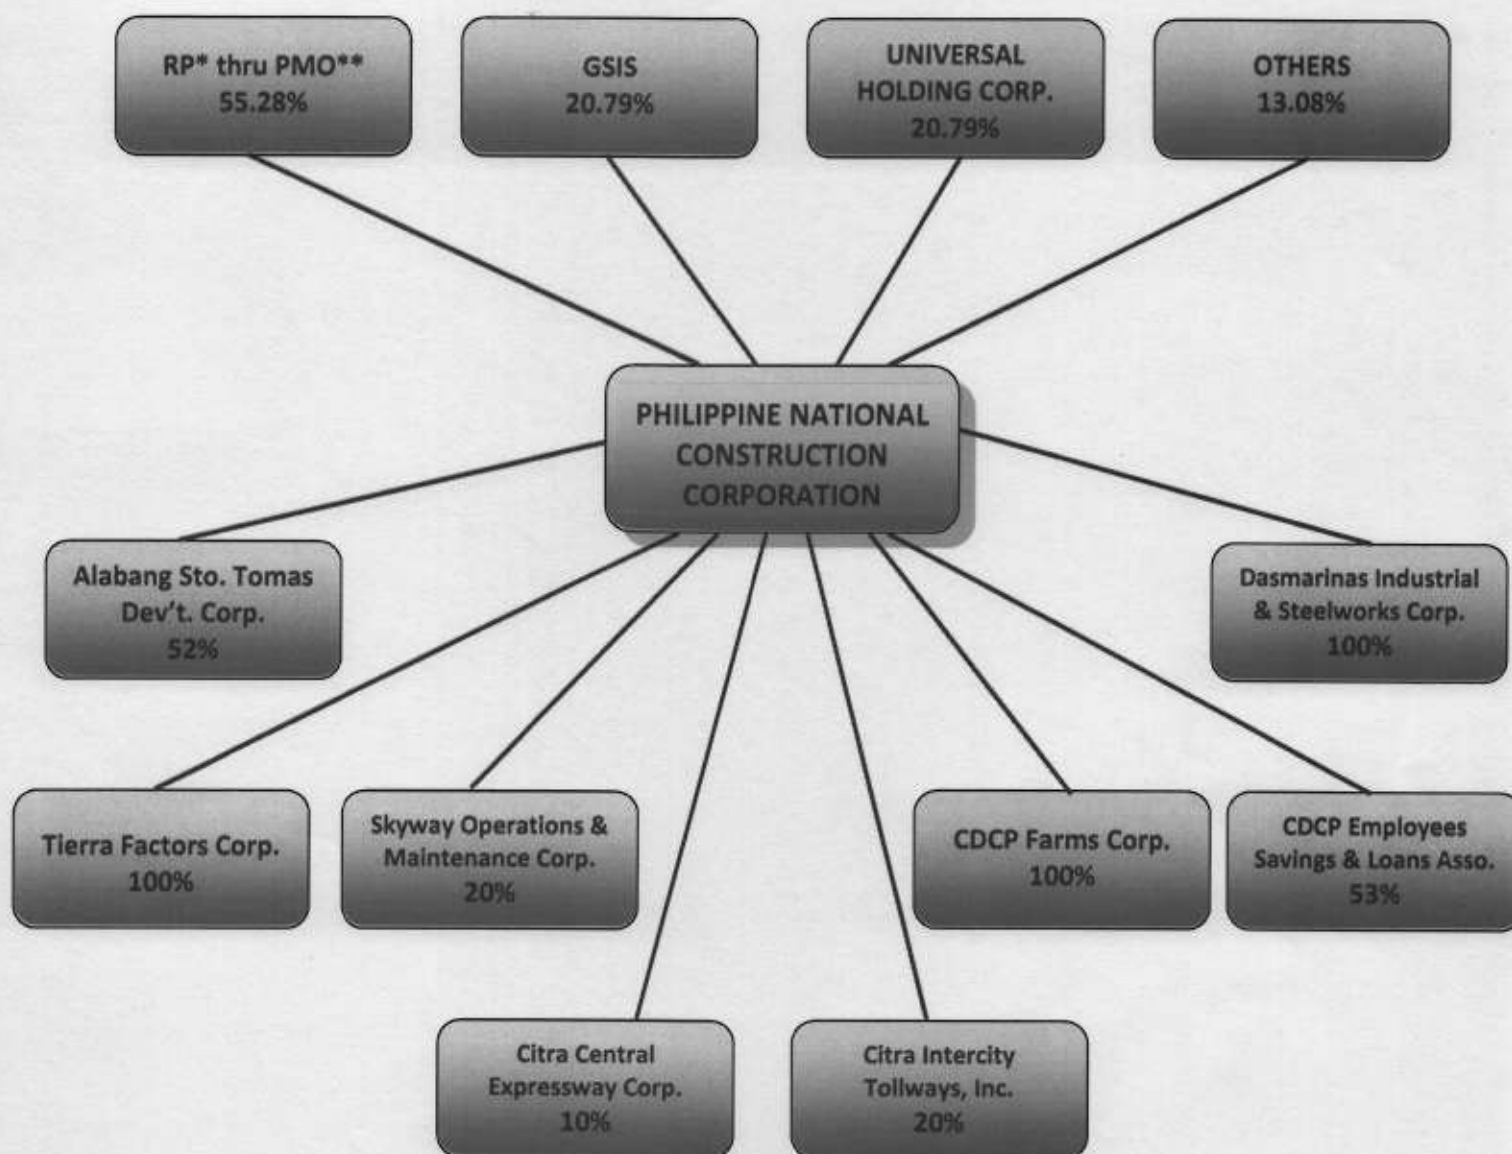 RP* thru PMO**
55.28%
GSIS
20.79%
UNIVERSAL
HOLDING CORP.
20.79%
OTHERS
13.08%
PHILIPPINE NATIONAL
CONSTRUCTION
CORPORATION
Alabang Sto. Tomas
Dev't. Corp.
52%
Dasmarinas Industrial
& Steelworks Corp.
100%
Tierra Factors Corp.
100%
Skyway Operations &
Maintenance Corp.
20%
CDCP Farms Corp.
100%
CDCP Employees
Savings & Loans Asso.
53%
Citra Central
Expressway Corp.
10%
Citra Intercity
Tollways, Inc.
20%